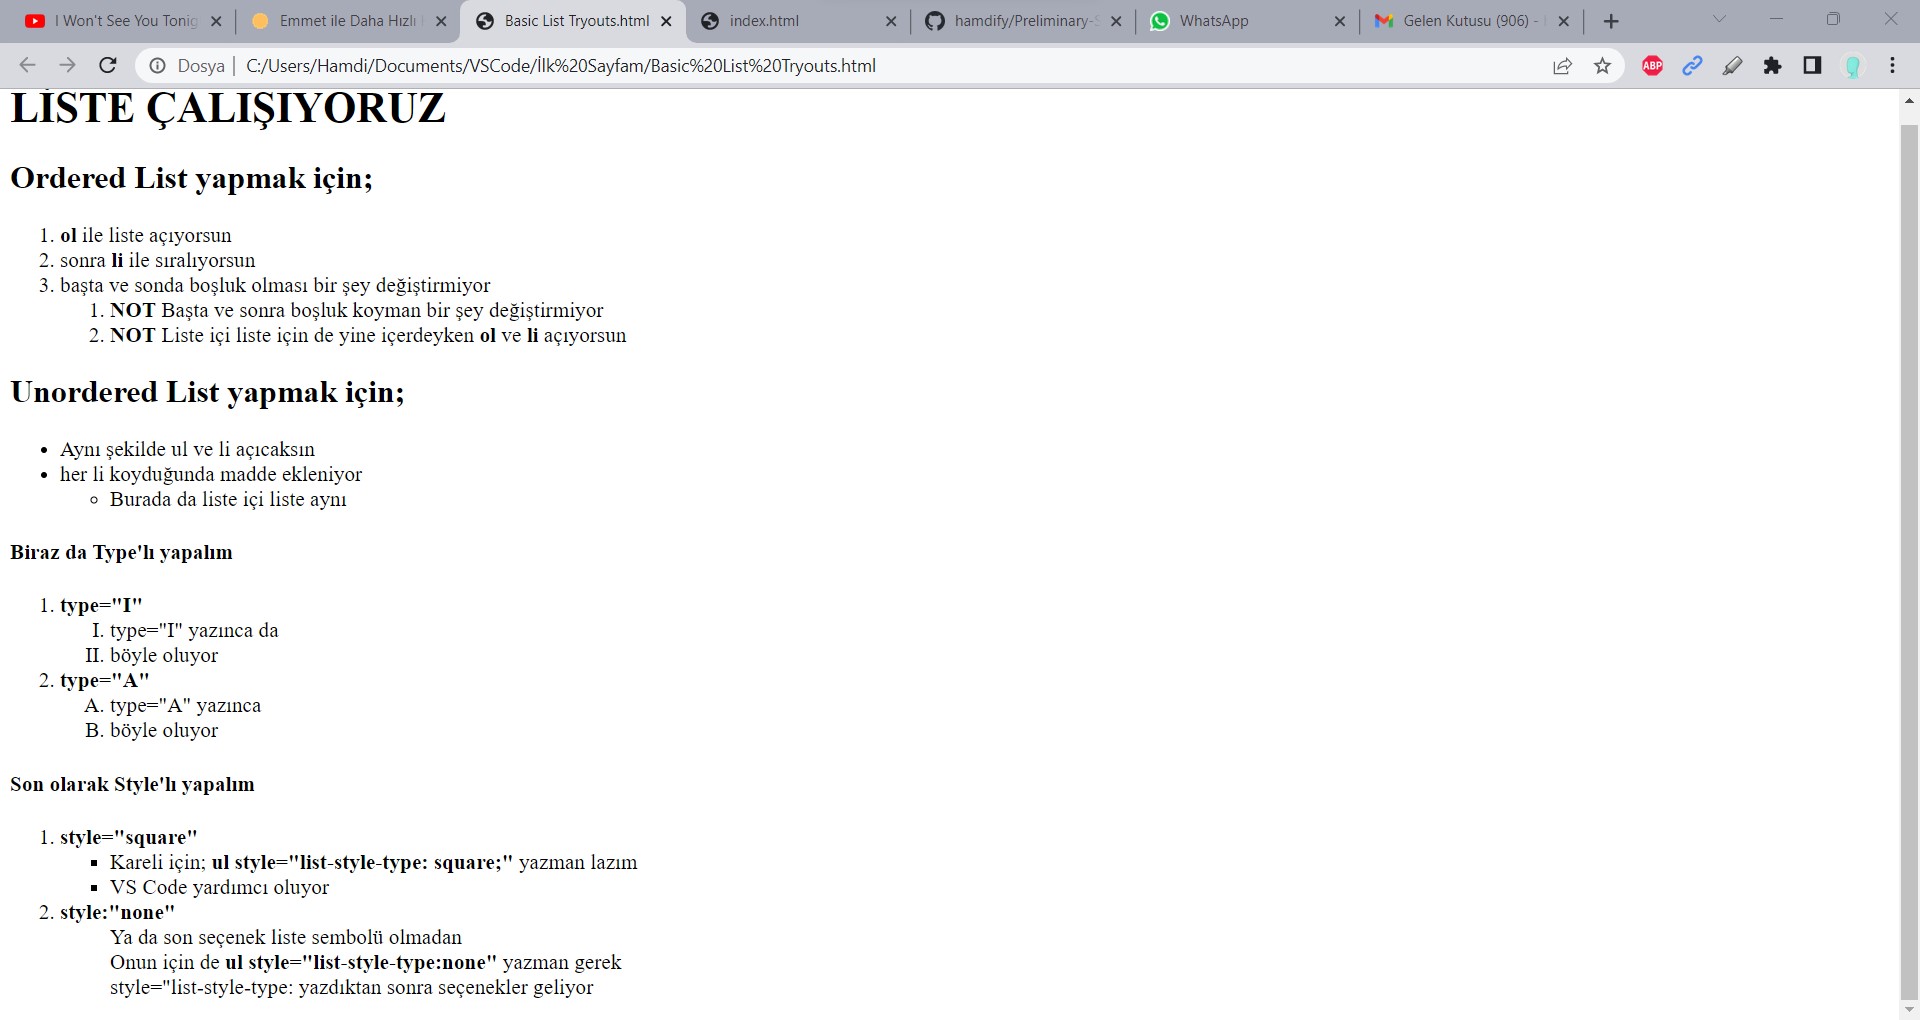 I Won't See You Tonig
Emmet ile Daha Hızlı
Basic List Tryouts.html
index.html
hamdify/Preliminary-S
WhatsApp
Gelen Kutusu (906) -
Dosya
C:/Users/Hamdi/Documents/VSCode/İlk%20Sayfam/Basic%20List%20Tryouts.html
ABP
LİSTE ÇALIŞIYORUZ
Ordered List yapmak için;
1. ol ile liste açıyorsun
2. sonra li ile sıralıyorsun
3. başta ve sonda boşluk olması bir şey değiştirmiyor
1. NOT Başta ve sonra boşluk koyman bir şey değiştirmiyor
2. NOT Liste içi liste için de yine içerdeyken ol ve li açıyorsun
Unordered List yapmak için;
• Aynı şekilde ul ve li açıcaksın
• her li koyduğunda madde ekleniyor
◦ Burada da liste içi liste aynı
Biraz da Type'lı yapalım
1. type="I"
I. type="I" yazınca da
II. böyle oluyor
2. type="A"
A. type="A" yazınca
B. böyle oluyor
Son olarak Style'lı yapalım
1. style="square"
▪ Kareli için; ul style="list-style-type: square;" yazman lazım
▪ VS Code yardımcı oluyor
2. style:"none"
Ya da son seçenek liste sembolü olmadan
Onun için de ul style="list-style-type:none" yazman gerek
style="list-style-type: yazdıktan sonra seçenekler geliyor